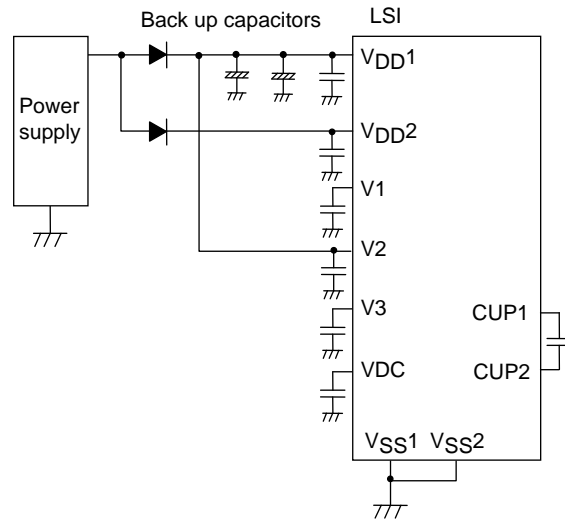 Back up capacitors
LSI
Power
supply
VDD1
VDD2
V1
V2
V3
VDC
CUP1
CUP2
VSS1 VSS2